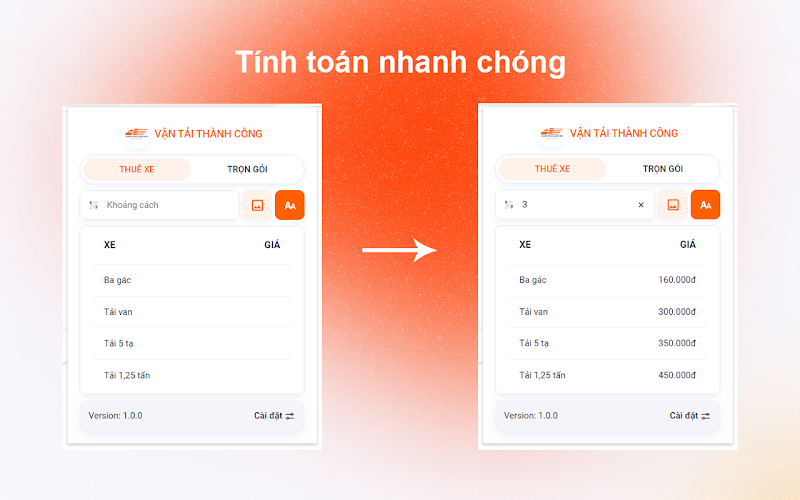 Tính toán nhanh chóng
VẬN TẢI THÀNH CÔNG
THUÊ XE TRỌN GÓI
Khoảng cách AA
XE GIÁ
Ba gác
Tải van
Tải 5 tạ
Tải 1,25 tấn
Version: 1.0.0 Cài đặt
VẬN TẢI THÀNH CÔNG
THUÊ XE TRỌN GÓI
3 AA
XE GIÁ
Ba gác 160.000đ
Tải van 300.000đ
Tải 5 tạ 350.000đ
Tải 1,25 tấn 450.000đ
Version: 1.0.0 Cài đặt